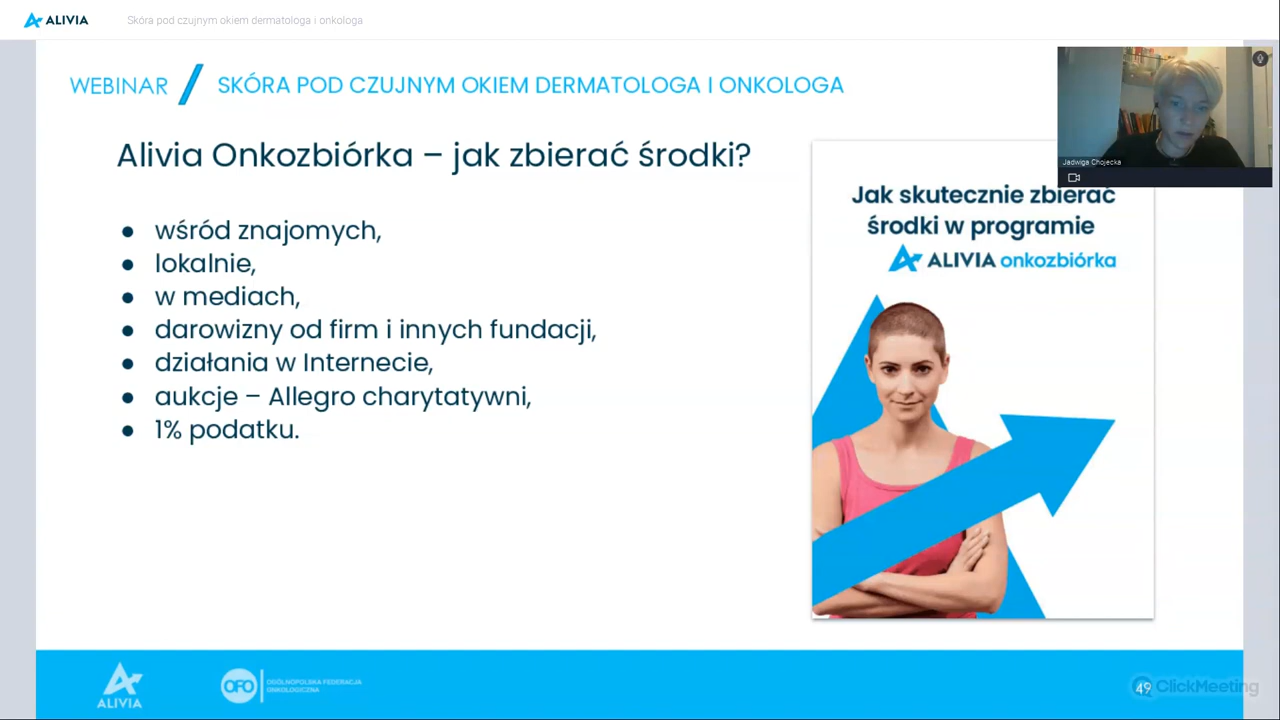 ALIVIA
Skóra pod czujnym okiem dermatologa i onkologa
WEBINAR / SKÓRA POD CZUJNYM OKIEM DERMATOLOGA I ONKOLOGA
Jadwiga Chojecka
Alivia Onkozbiórka – jak zbierać środki?
● wśród znajomych,
● lokalnie,
● w mediach,
● darowizny od firm i innych fundacji,
● działania w Internecie,
● aukcje – Allegro charytatywni,
● 1% podatku.
Jak skutecznie zbierać
środki w programie
ALIVIA onkozbiórka
ALIVIA
OFO
OGÓLNOPOLSKA FEDERACJA
ONKOLOGICZNA
49
ClickMeeting